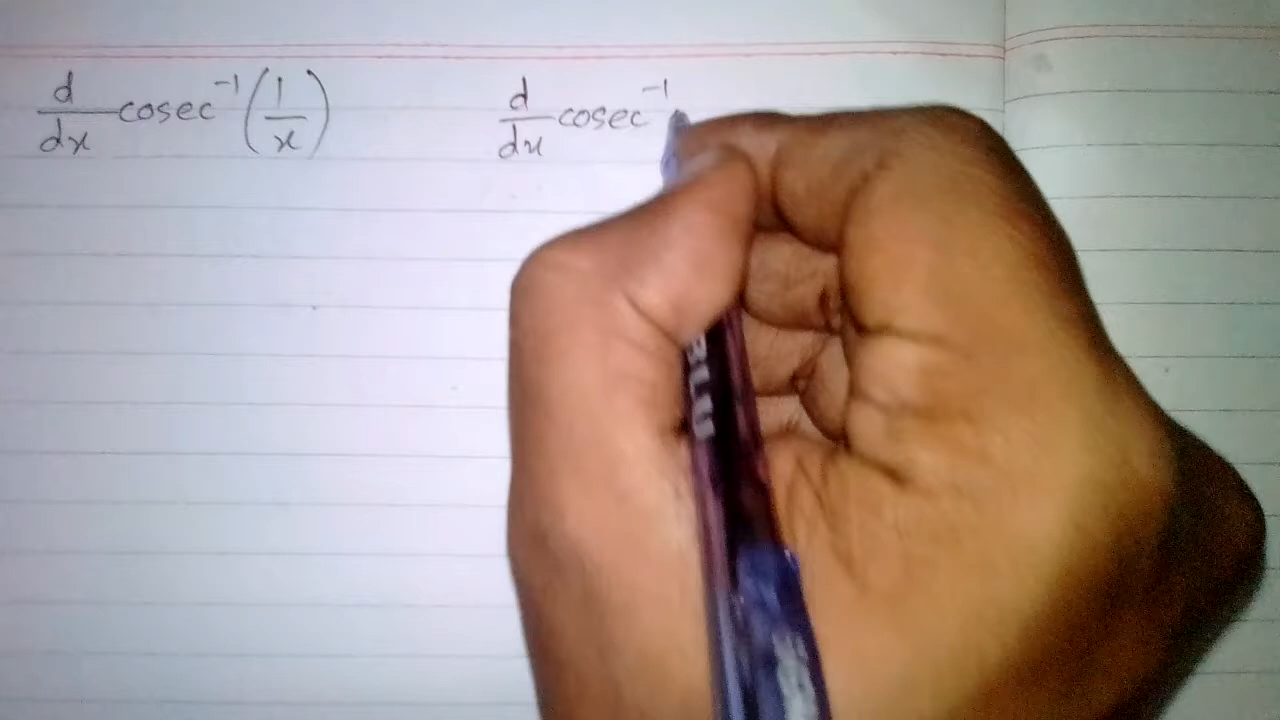 d/dx cosec⁻¹(1/x) d/dx cosec⁻¹